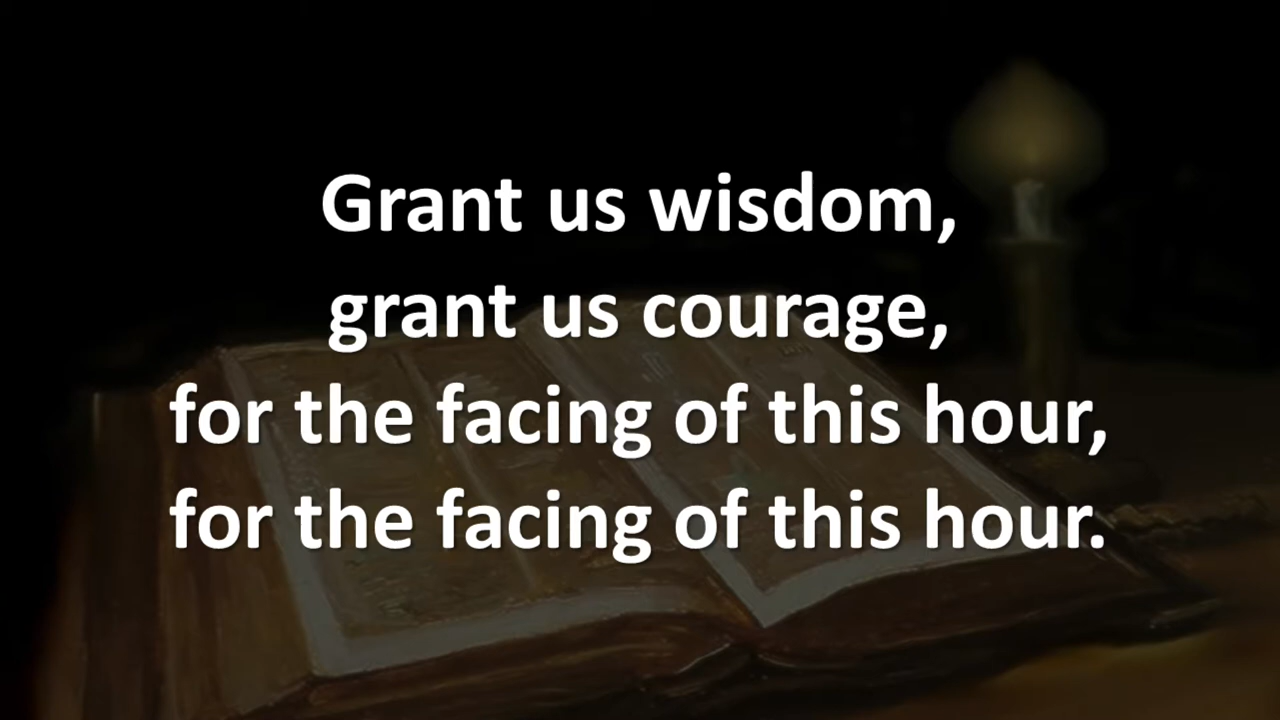 Grant us wisdom,
grant us courage,
for the facing of this hour,
for the facing of this hour.